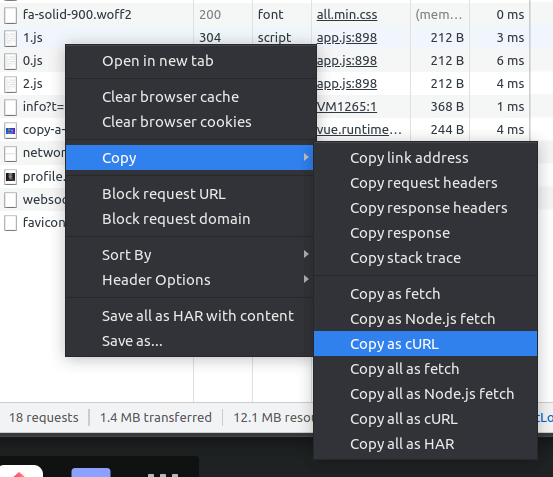 fa-solid-900.woff2 200 font all.min.css (mem... 0 ms
1.js 304 script app.js:898 212 B 3 ms
0.js app.js:898 212 B 6 ms
2.js app.js:898 212 B 4 ms
info?t= VM1265:1 368 B 1 ms
copy-a- vue.runtime... 244 B 4 ms
networ
profile.
websoc
favicon
Open in new tab
Clear browser cache
Clear browser cookies
Copy
Block request URL
Block request domain
Sort By
Header Options
Save all as HAR with content
Save as...
Copy link address
Copy request headers
Copy response headers
Copy response
Copy stack trace
Copy as fetch
Copy as Node.js fetch
Copy as cURL
Copy all as fetch
Copy all as Node.js fetch
Copy all as cURL
Copy all as HAR
18 requests 1.4 MB transferred 12.1 MB resou